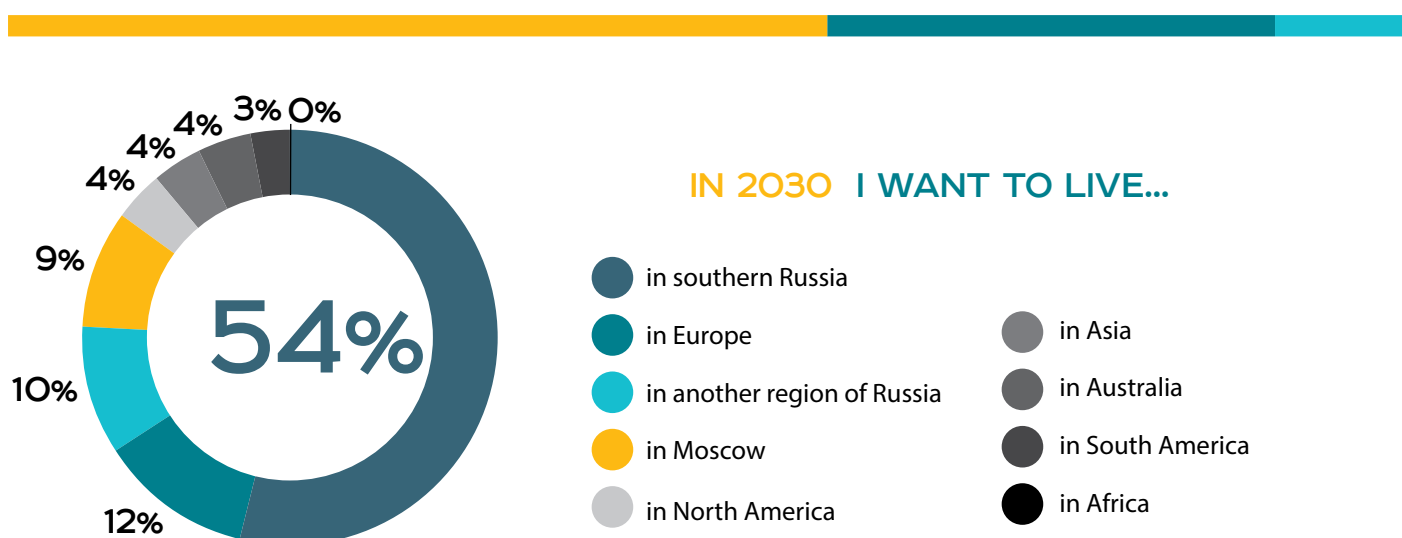 3% 0%
4%
4%
4%
9%
10%
12%
54%
IN 2030 I WANT TO LIVE...
in southern Russia
in Europe
in another region of Russia
in Moscow
in North America
in Asia
in Australia
in South America
in Africa